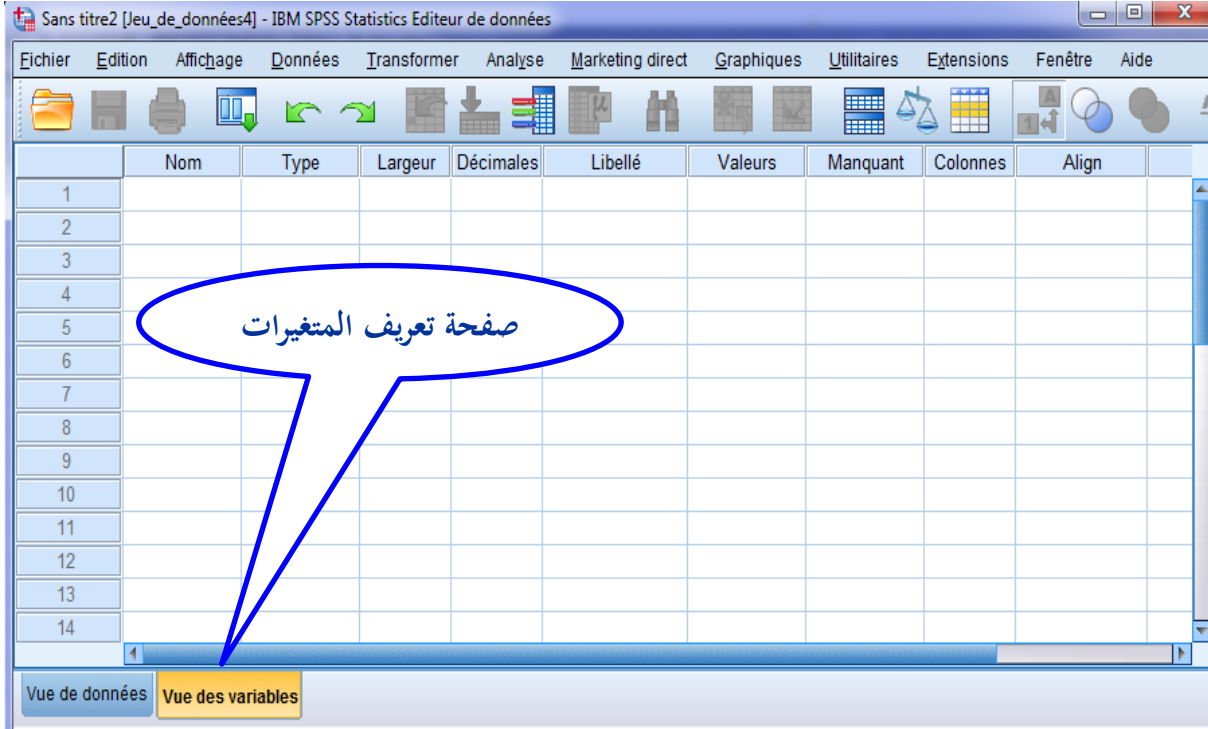 Sans titre2 [Jeu_de_données4] - IBM SPSS Statistics Editeur de données
Fichier Edition Affichage Données Transformer Analyse Marketing direct Graphiques Utilitaires Extensions Fenêtre Aide
Nom Type Largeur Décimales Libellé Valeurs Manquant Colonnes Align
1
2
3
4
5
6
7
8
9
10
11
12
13
14
صفحة تعريف المتغيرات
Vue de données Vue des variables